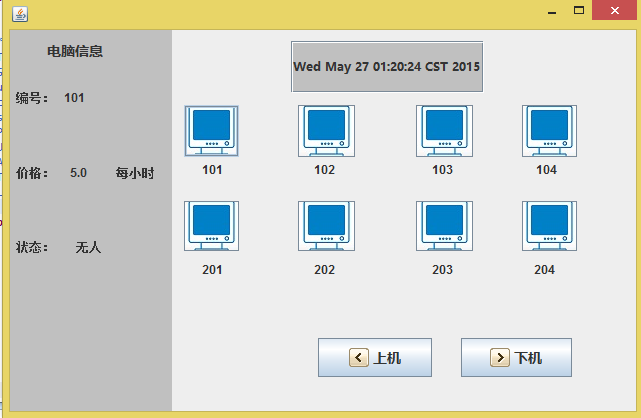 电脑信息
Wed May 27 01:20:24 CST 2015
编号： 101
价格： 5.0 每小时
状态： 无人
101 102 103 104
201 202 203 204
上机 下机